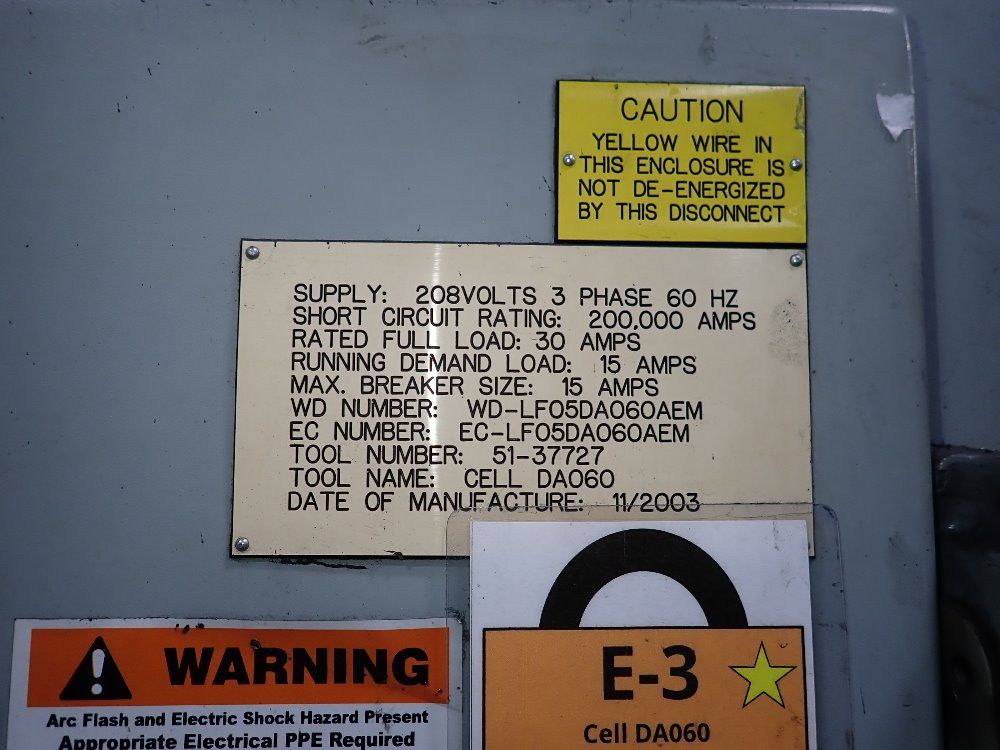 CAUTION
YELLOW WIRE IN
THIS ENCLOSURE IS
NOT DE-ENERGIZED
BY THIS DISCONNECT
SUPPLY: 208VOLTS 3 PHASE 60 HZ
SHORT CIRCUIT RATING: 200,000 AMPS
RATED FULL LOAD: 30 AMPS
RUNNING DEMAND LOAD: 15 AMPS
MAX. BREAKER SIZE: 15 AMPS
WD NUMBER: WD-LF05DA060AEM
EC NUMBER: EC-LF05DA060AEM
TOOL NUMBER: 51-37727
TOOL NAME: CELL DA060
DATE OF MANUFACTURE: 11/2003
WARNING
Arc Flash and Electric Shock Hazard Present
Appropriate Electrical PPE Required
E-3
Cell DA060